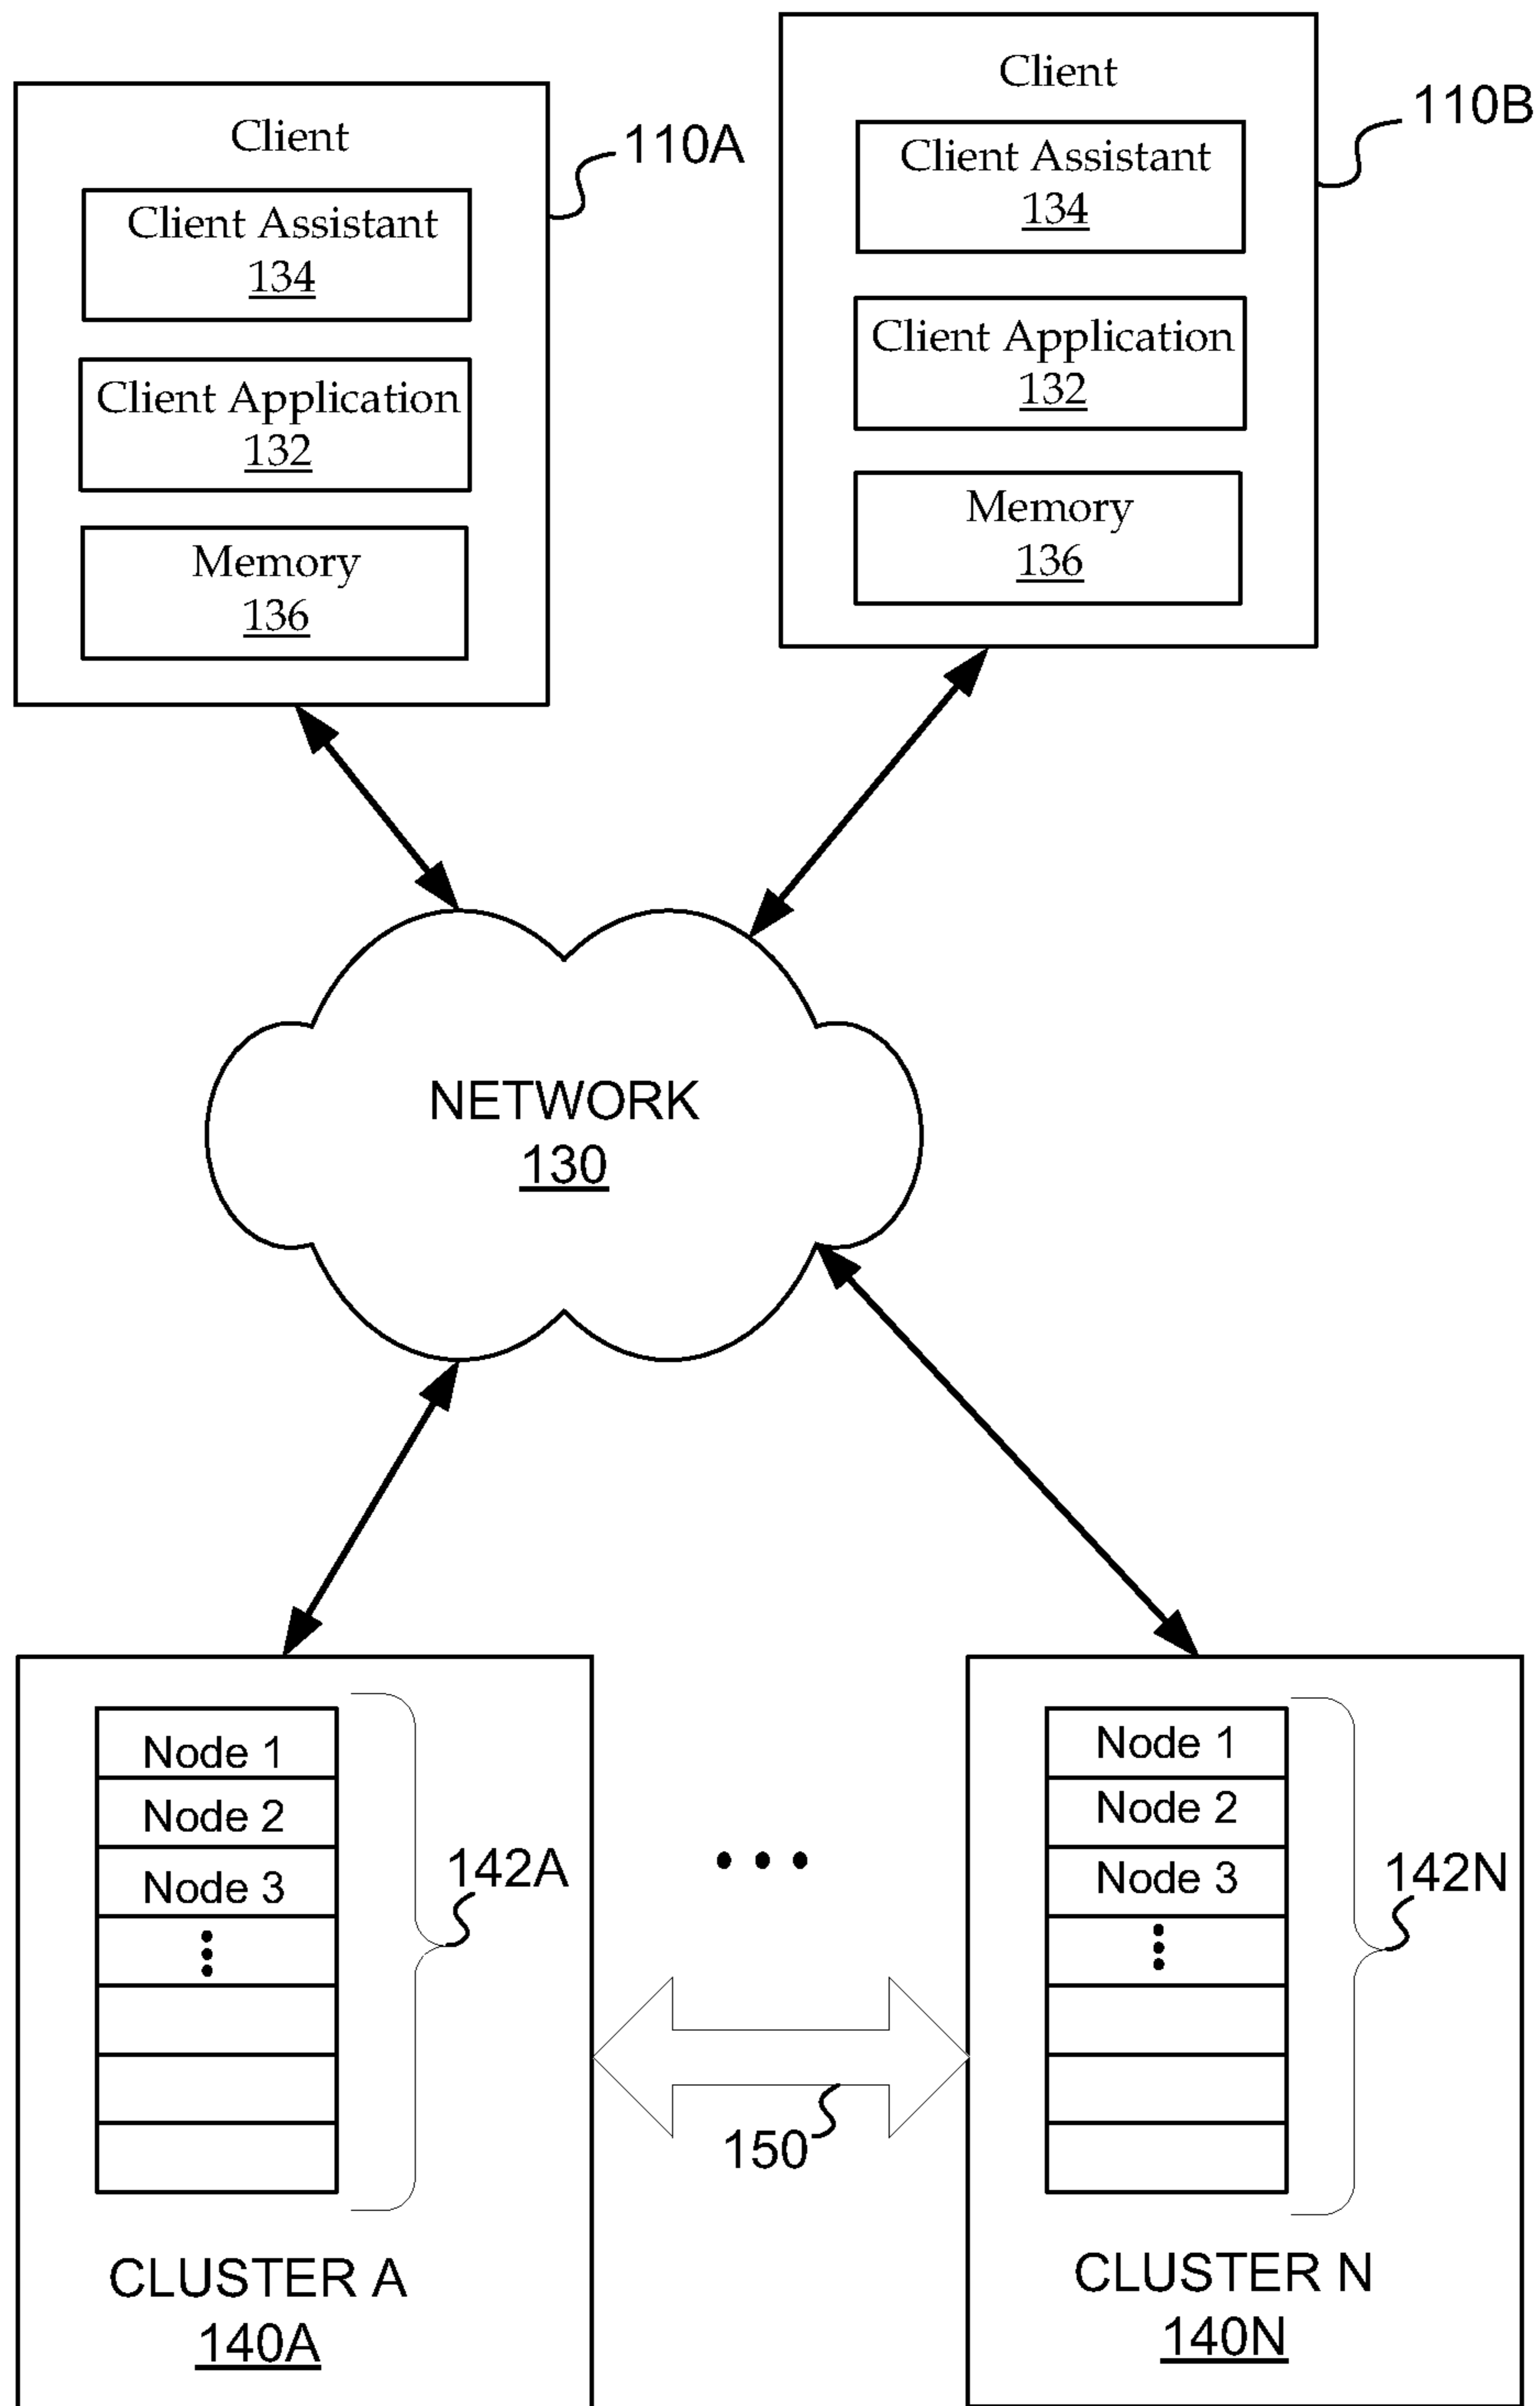 Client
110A
Client Assistant
134
Client Application
132
Memory
136
Client
110B
Client Assistant
134
Client Application
132
Memory
136
NETWORK
130
Node 1
Node 2
Node 3
142A
CLUSTER A
140A
150
Node 1
Node 2
Node 3
142N
CLUSTER N
140N